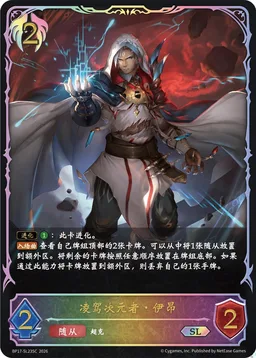 2
进化 1 : 此卡进化。
入场曲 查看自己牌组顶部的2张卡牌。可以从中将1张随从放置
到额外区。将剩余的卡牌按照任意顺序放置在牌组底部。如果
通过此能力将卡牌放置到额外区，则丢弃自己的1张手牌。
凌驾次元者·伊昂
2
随从
超克
SL
2
BP17-SL23SC 2026
©Cygames, Inc. Produced by NetEase Games